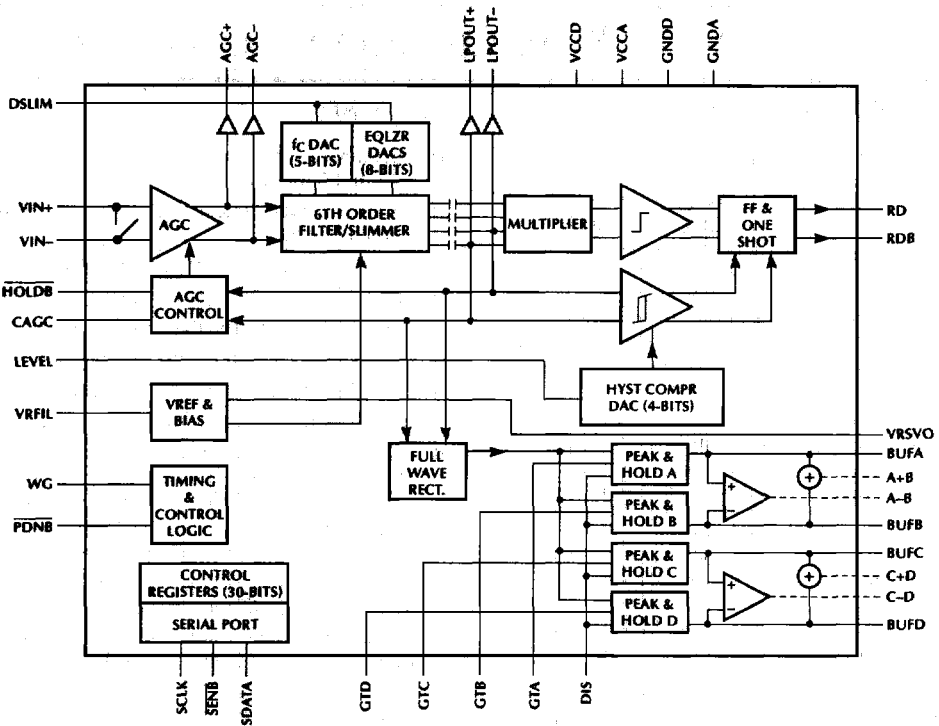 AGC+
AGC–
LPOUT+
LPOUT–
VCCD
VCCA
GNDD
GNDA
DSLIM
fC DAC
(5-BITS)
EQLZR
DACS
(8-BITS)
VIN+
VIN–
AGC
6TH ORDER
FILTER/SLIMMER
MULTIPLIER
FF &
ONE
SHOT
RD
RDB
HOLDB
CAGC
AGC
CONTROL
LEVEL
HYST COMPR
DAC (4-BITS)
VRFIL
VREF &
BIAS
VRSVO
FULL
WAVE
RECT.
PEAK &
HOLD A
+
–
+
BUFA
A+B
A–B
BUFB
WG
PDNB
TIMING
&
CONTROL
LOGIC
PEAK &
HOLD B
PEAK &
HOLD C
+
–
+
BUFC
C+D
C–D
BUFD
PEAK &
HOLD D
CONTROL
REGISTERS (30-BITS)
SERIAL PORT
SCLK
SENB
SDATA
GTD
GTC
GTB
GTA
DIS